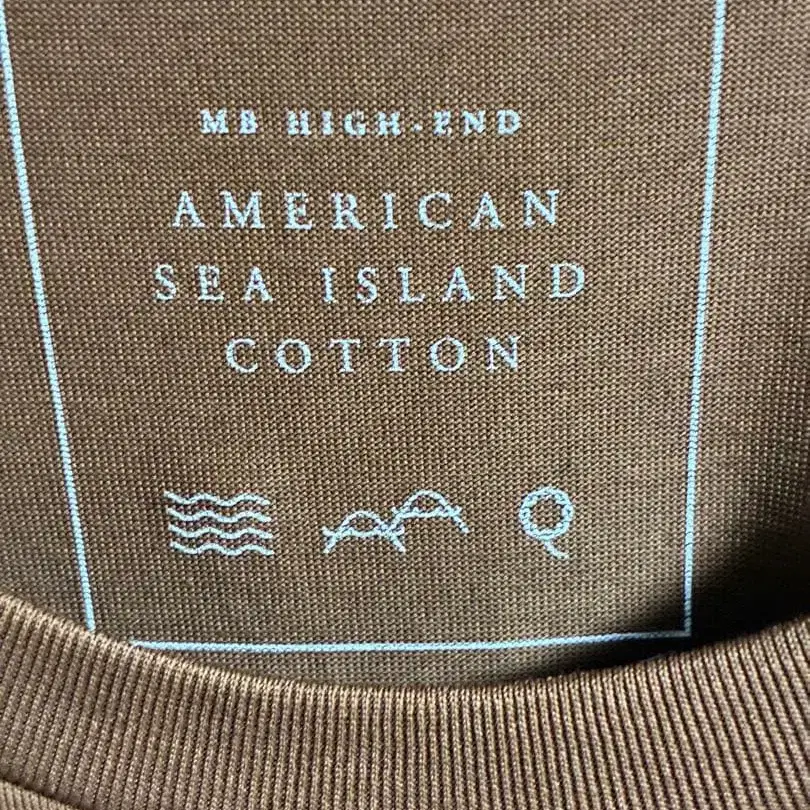 MB HIGH-END
AMERICAN
SEA ISLAND
COTTON